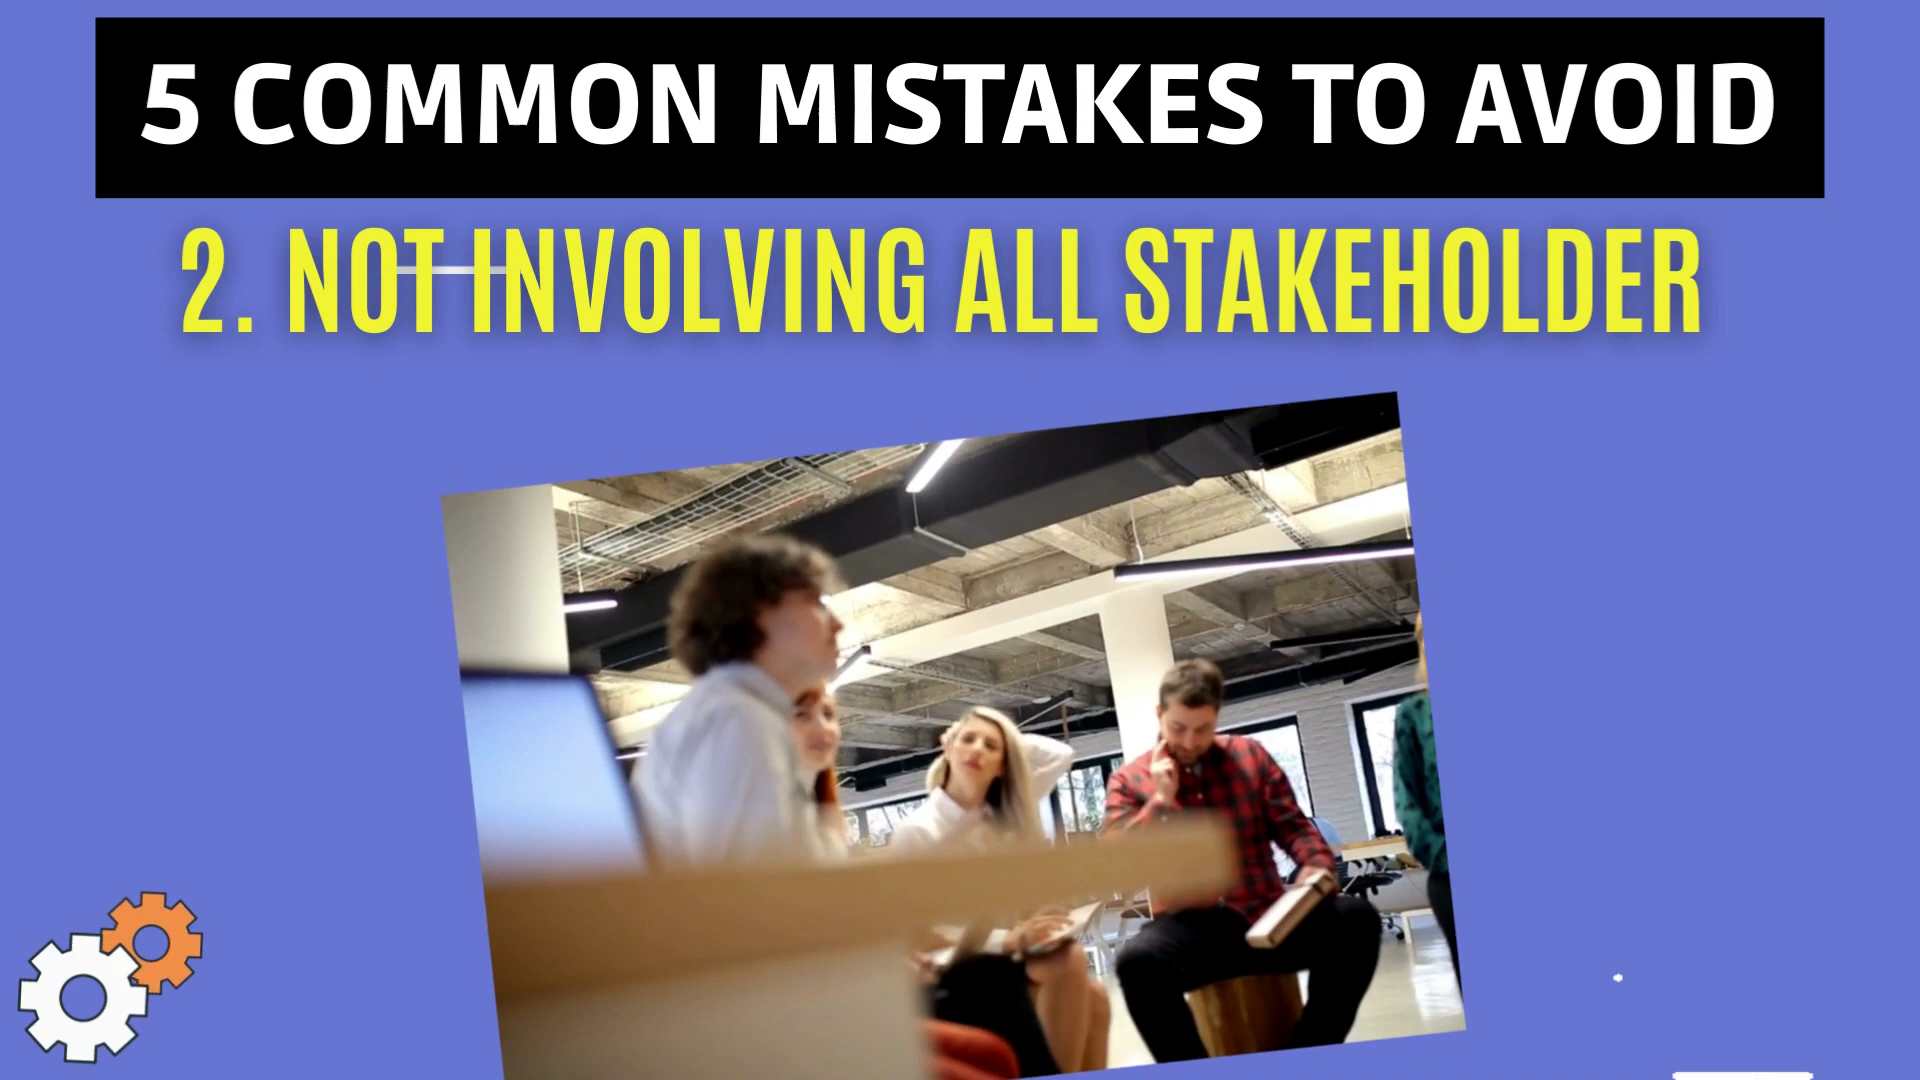 5 COMMON MISTAKES TO AVOID
2. NOT INVOLVING ALL STAKEHOLDER